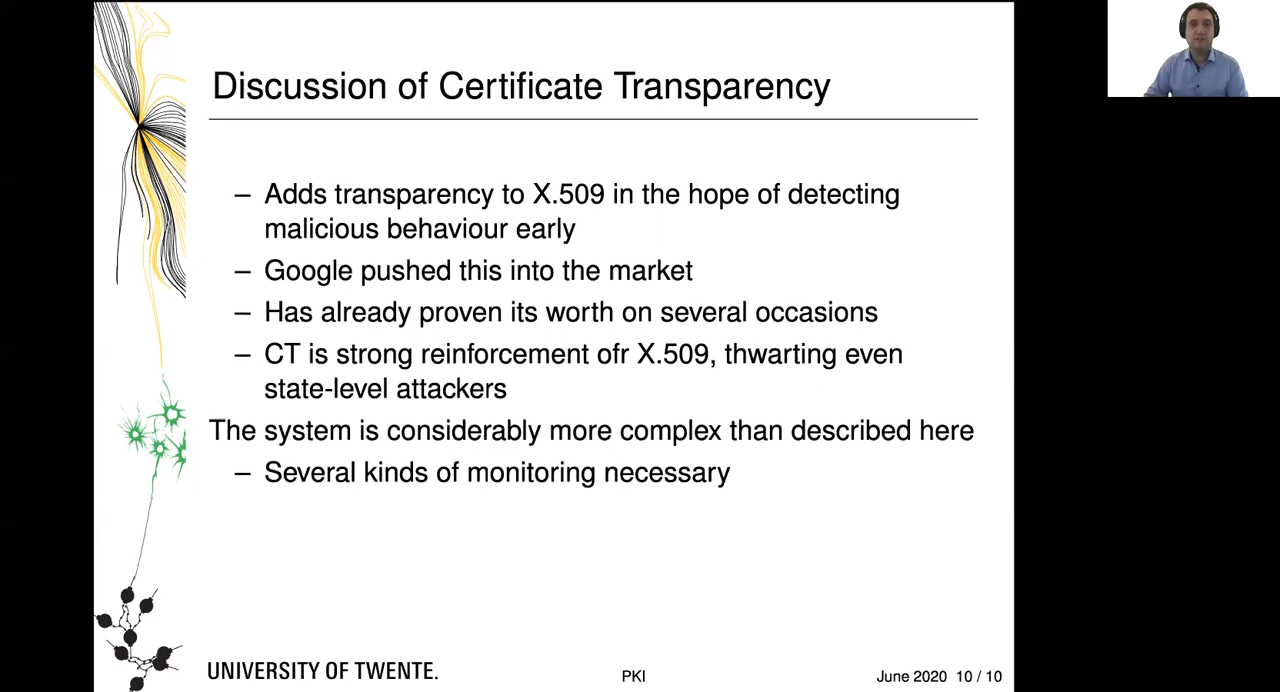 Discussion of Certificate Transparency
– Adds transparency to X.509 in the hope of detecting
malicious behaviour early
– Google pushed this into the market
– Has already proven its worth on several occasions
– CT is strong reinforcement ofr X.509, thwarting even
state-level attackers
The system is considerably more complex than described here
– Several kinds of monitoring necessary
UNIVERSITY OF TWENTE.
PKI
June 2020 10 / 10